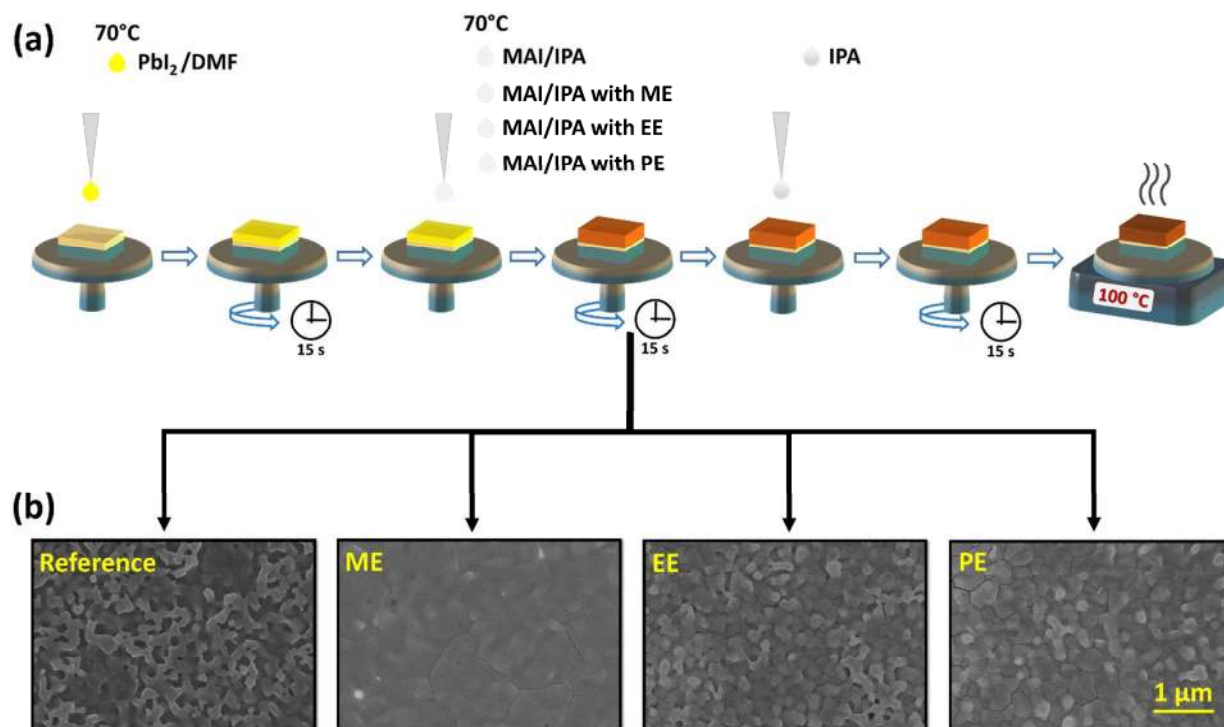 (a)
70°C
PbI₂/DMF
70°C
MAI/IPA
MAI/IPA with ME
MAI/IPA with EE
MAI/IPA with PE
IPA
15 s
15 s
15 s
100 °C
(b)
Reference
ME
EE
PE
1 µm